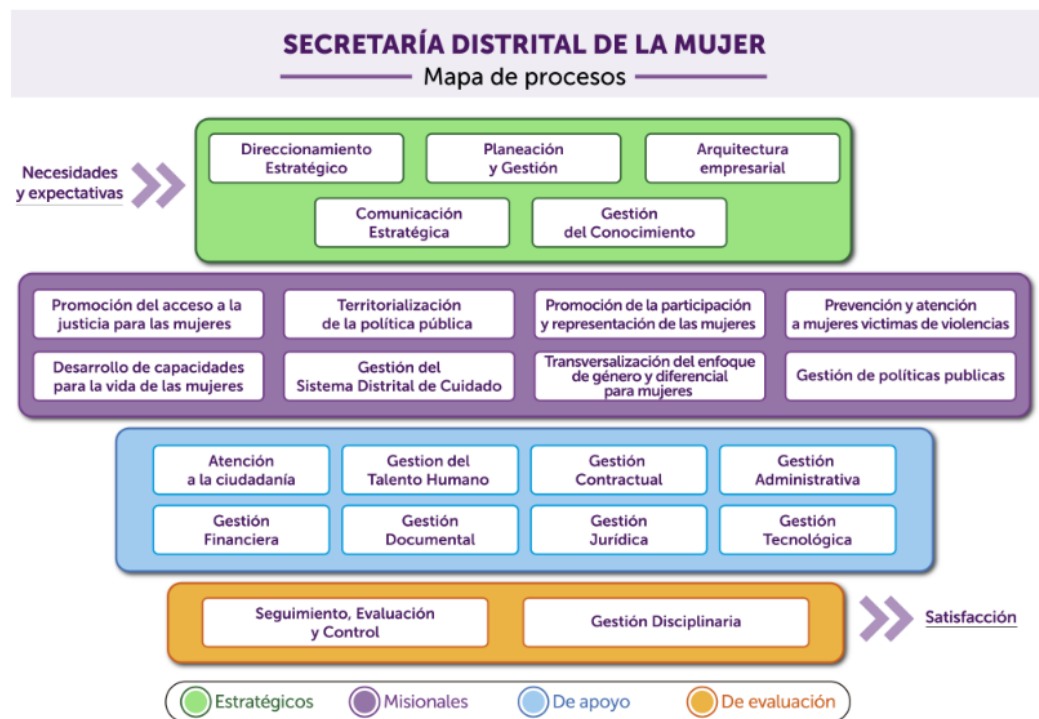 SECRETARÍA DISTRITAL DE LA MUJER
Mapa de procesos
Necesidades
y expectativas
Direccionamiento
Estratégico
Planeación
y Gestión
Arquitectura
empresarial
Comunicación
Estratégica
Gestión
del Conocimiento
Promoción del acceso a la
justicia para las mujeres
Territorialización
de la política pública
Promoción de la participación
y representación de las mujeres
Prevención y atención
a mujeres victimas de violencias
Desarrollo de capacidades
para la vida de las mujeres
Gestión del
Sistema Distrital de Cuidado
Transversalización del enfoque
de género y diferencial
para mujeres
Gestión de políticas publicas
Atención
a la ciudadanía
Gestion del
Talento Humano
Gestión
Contractual
Gestión
Administrativa
Gestión
Financiera
Gestión
Documental
Gestión
Jurídica
Gestión
Tecnológica
Seguimiento, Evaluación
y Control
Gestión Disciplinaria
Satisfacción
Estratégicos
Misionales
De apoyo
De evaluación